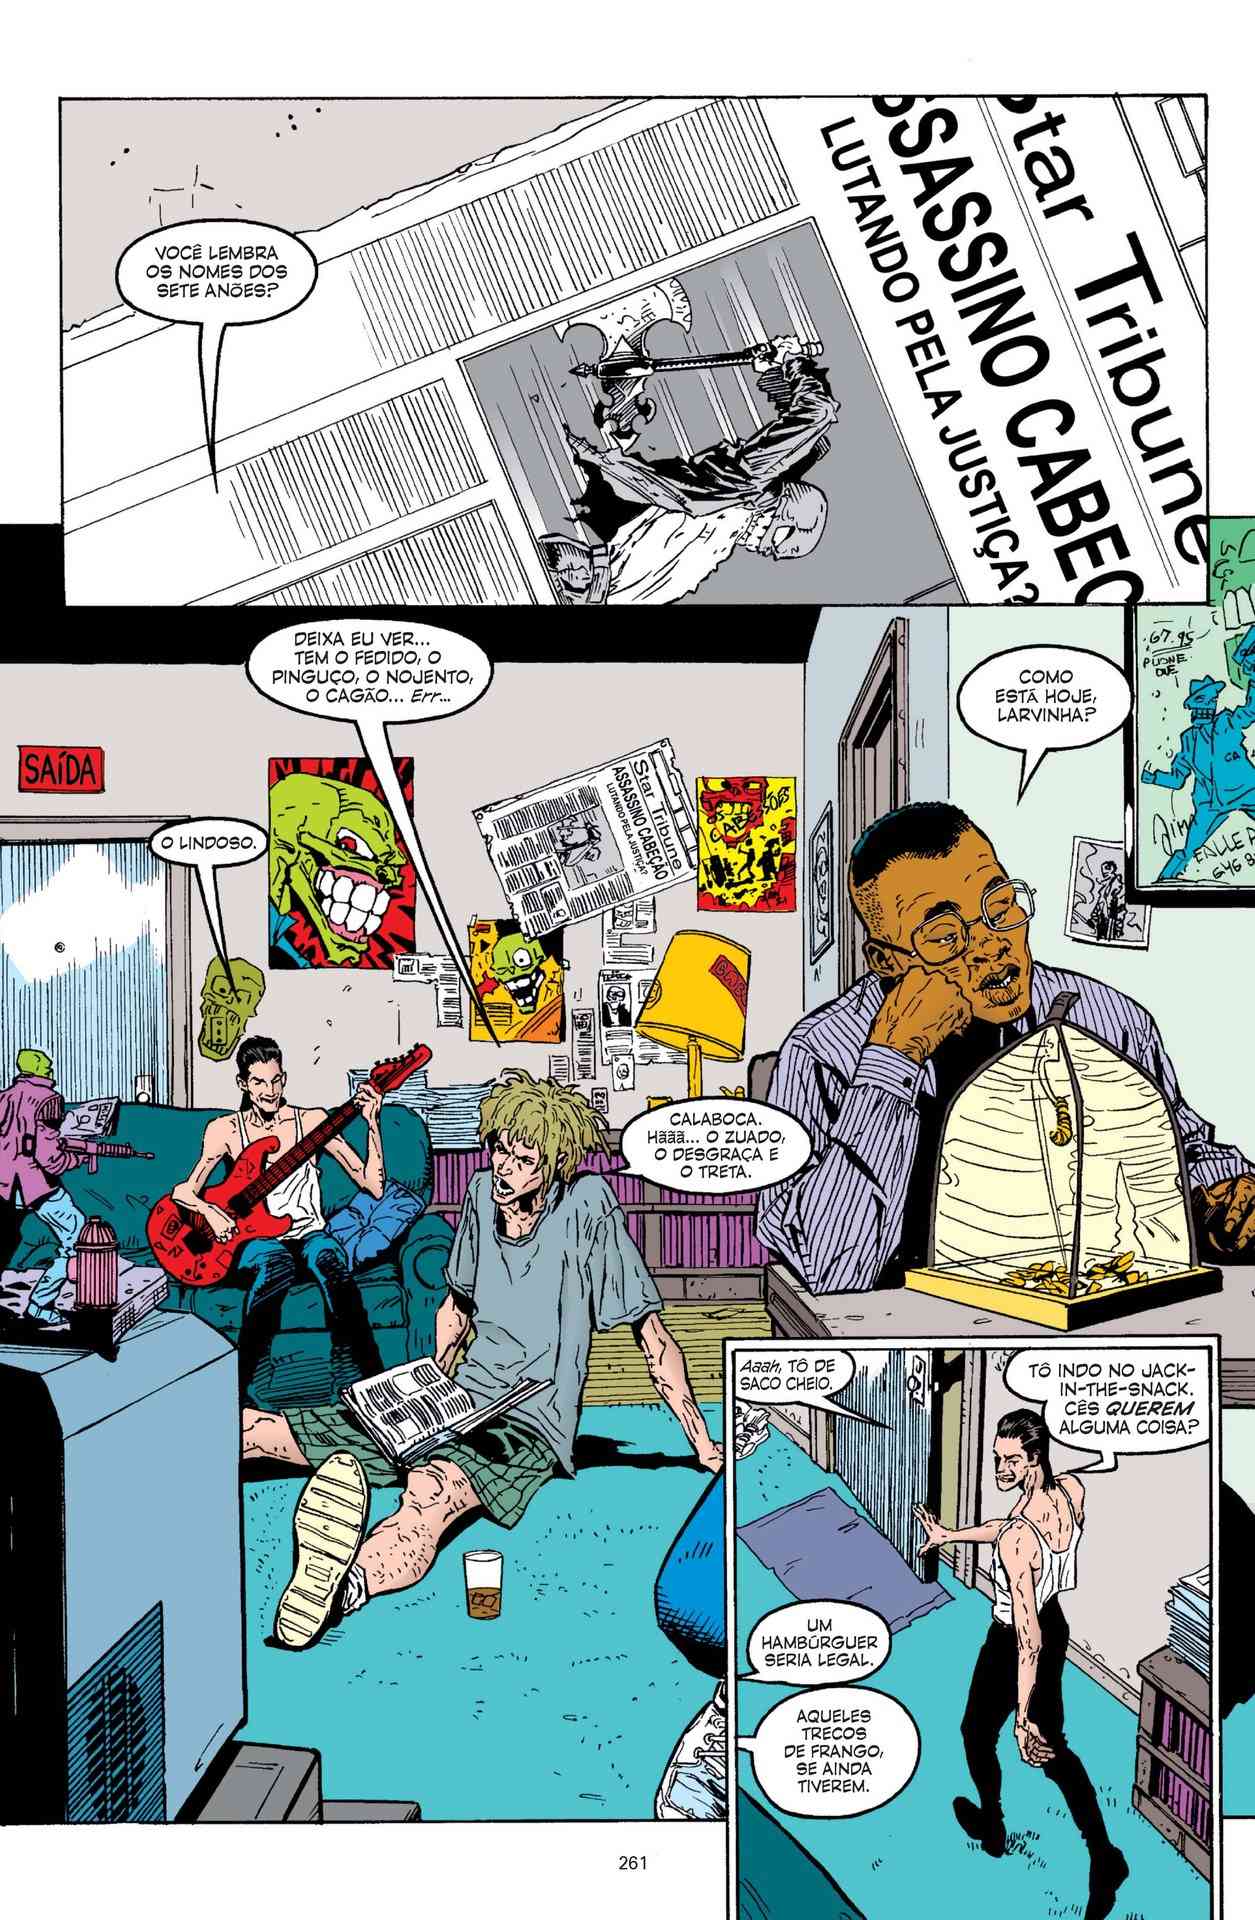 Star Tribune
SSASSINO CABEÇ
LUTANDO PELA JUSTIÇA?
VOCÊ LEMBRA
OS NOMES DOS
SETE ANÕES?
DEIXA EU VER...
TEM O FEDIDO, O
PINGUÇO, O NOJENTO,
O CAGÃO... Err...
COMO
ESTÁ HOJE,
LARVINHA?
67.95
SAÍDA
O LINDOSO.
Star Tribune
ASSASSINO CABEÇÃO
LUTANDO PELA JUSTIÇA?
CALABOCA.
Hããã... O ZUADO,
O DESGRAÇA E
O TRETA.
Aaah, TÔ DE
SACO CHEIO.
TÔ INDO NO JACK-
IN-THE-SNACK.
CÊS QUEREM
ALGUMA COISA?
UM
HAMBÚRGUER
SERIA LEGAL.
AQUELES
TRECOS
DE FRANGO,
SE AINDA
TIVEREM.
261